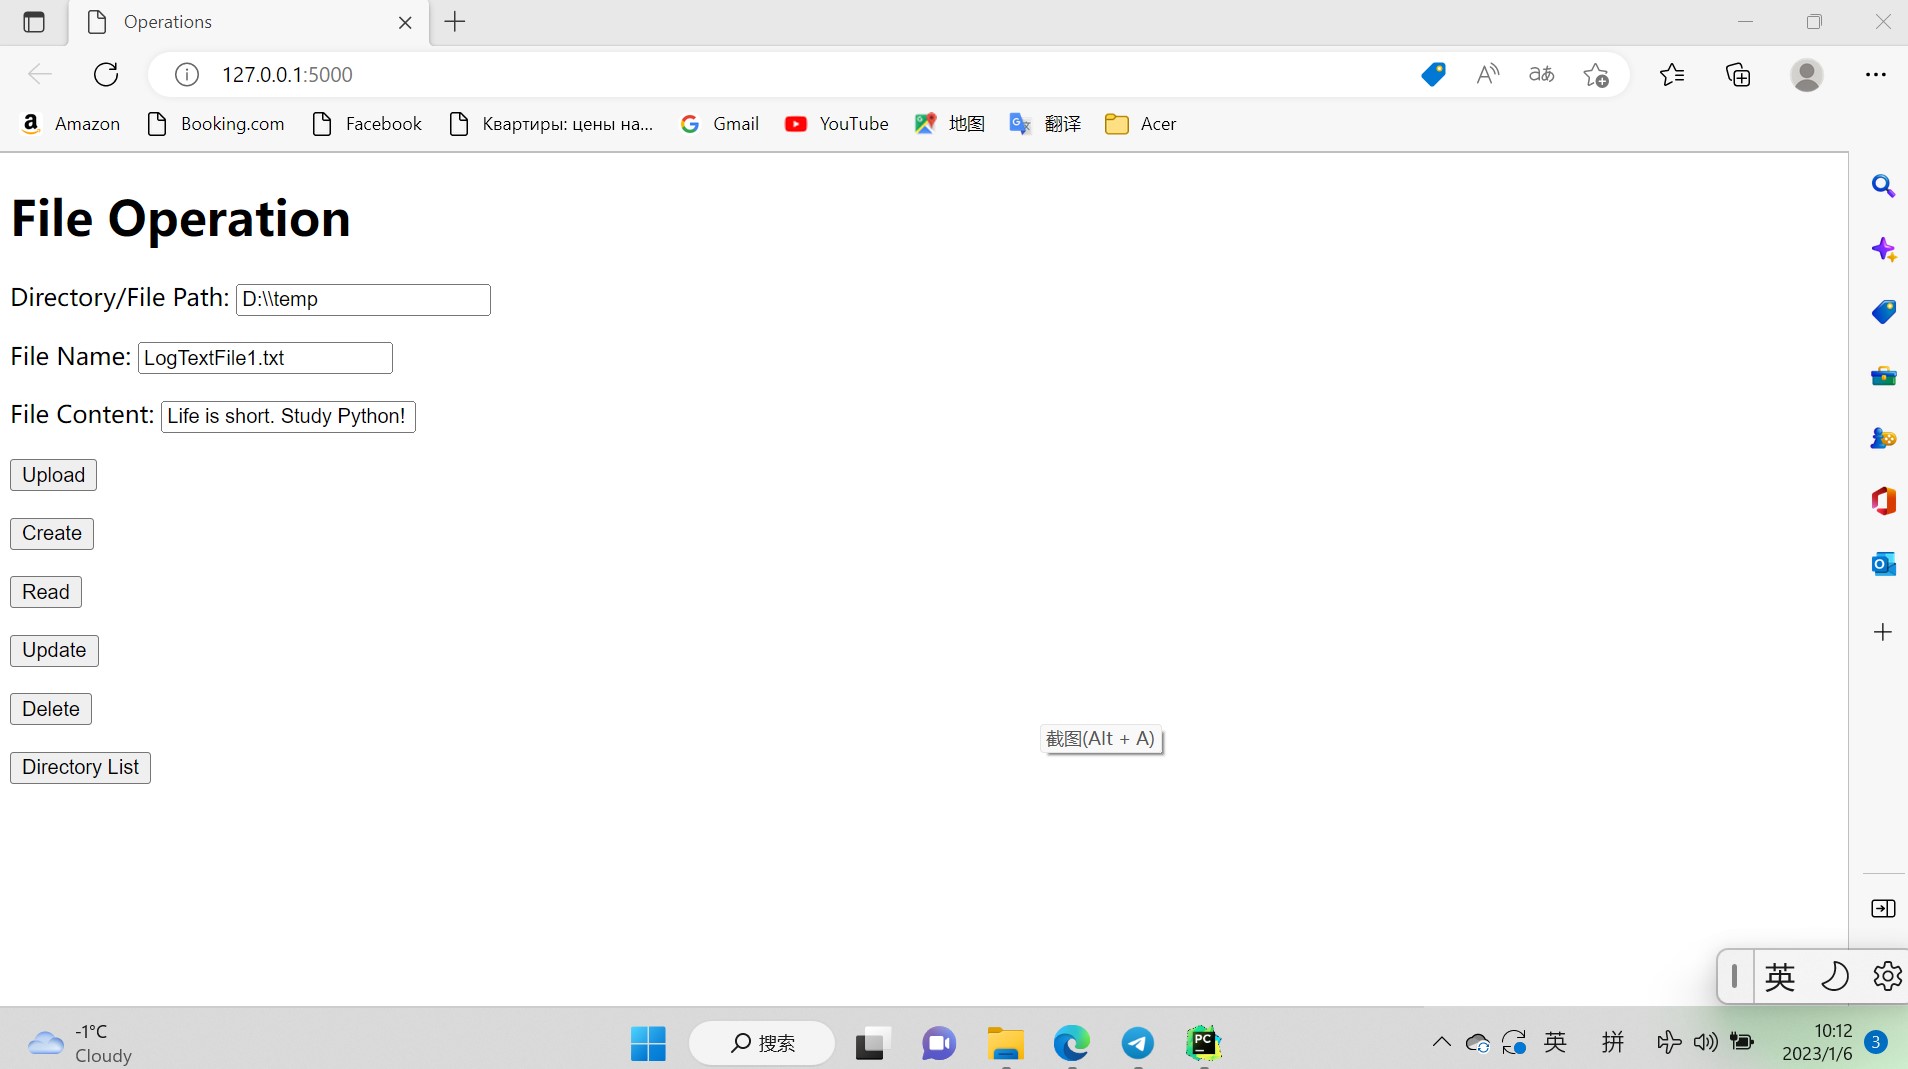 Operations
127.0.0.1:5000
aあ
Amazon Booking.com Facebook Квартиры: цены на... Gmail YouTube 地图 翻译 Acer
File Operation
Directory/File Path: D:\\temp
File Name: LogTextFile1.txt
File Content: Life is short. Study Python!
Upload
Create
Read
Update
Delete
截图(Alt + A)
Directory List
英
-1°C
Cloudy
搜索
PC
英 拼
10:12
2023/1/6
3